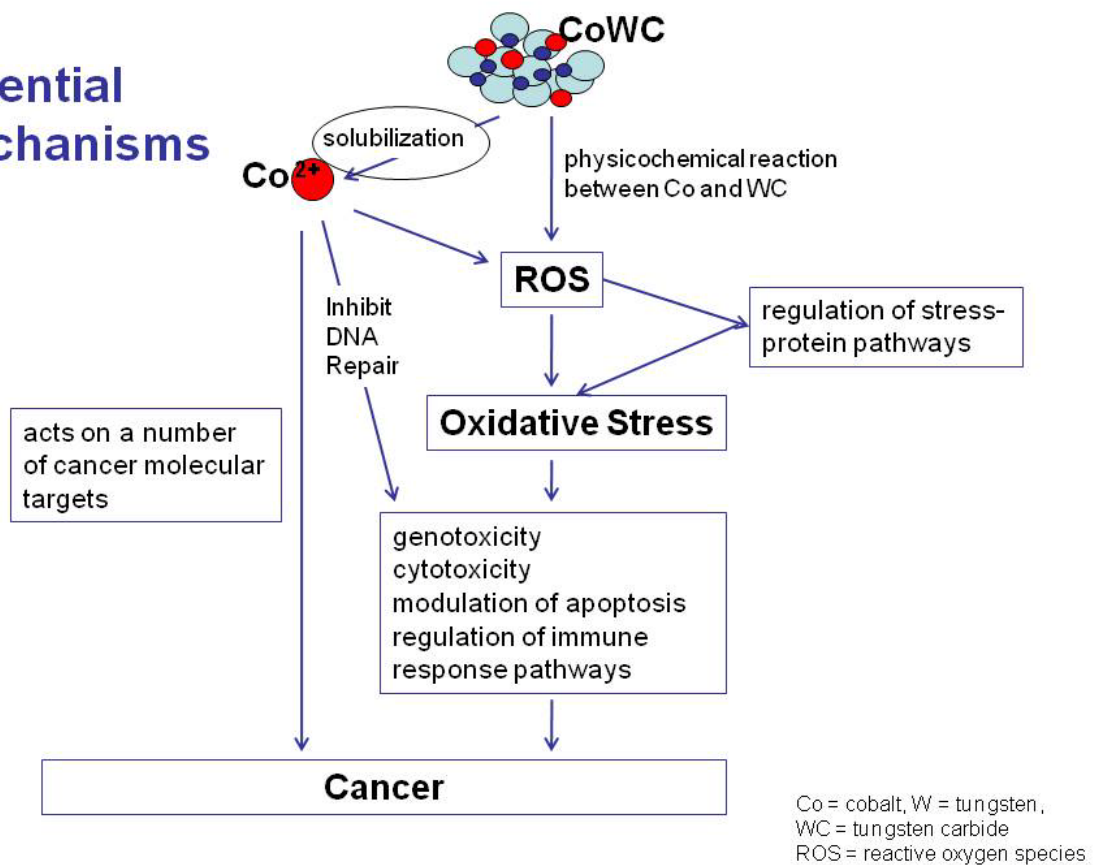 CoWC
ential
chanisms
solubilization
Co 2+
physicochemical reaction
between Co and WC
ROS
Inhibit
DNA
Repair
regulation of stress-
protein pathways
Oxidative Stress
acts on a number
of cancer molecular
targets
genotoxicity
cytotoxicity
modulation of apoptosis
regulation of immune
response pathways
Cancer
Co = cobalt, W = tungsten,
WC = tungsten carbide
ROS = reactive oxygen species